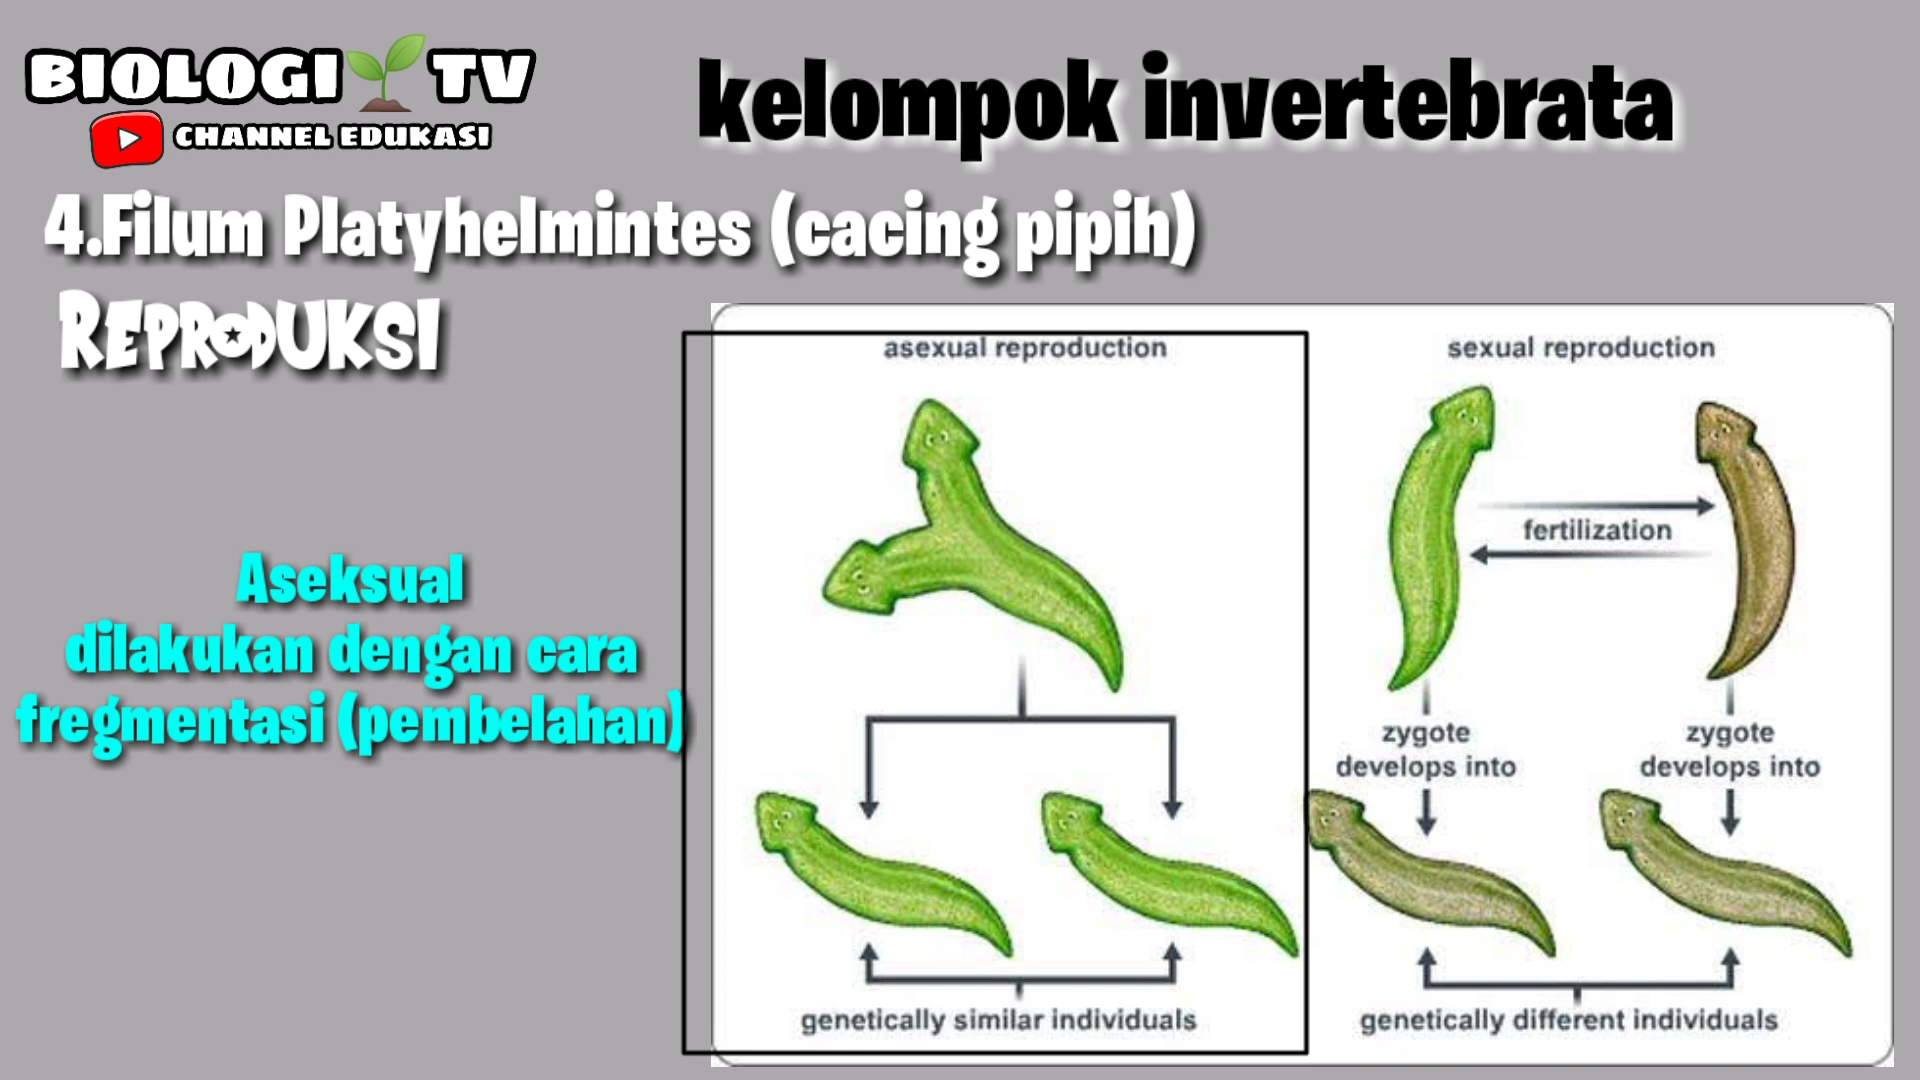 BIOLOGI TV
CHANNEL EDUKASI
kelompok invertebrata
4.Filum Platyhelmintes (cacing pipih)
REPRODUKSI
Aseksual
dilakukan dengan cara
fregmentasi (pembelahan)
asexual reproduction
genetically similar individuals
sexual reproduction
fertilization
zygote
develops into
zygote
develops into
genetically different individuals